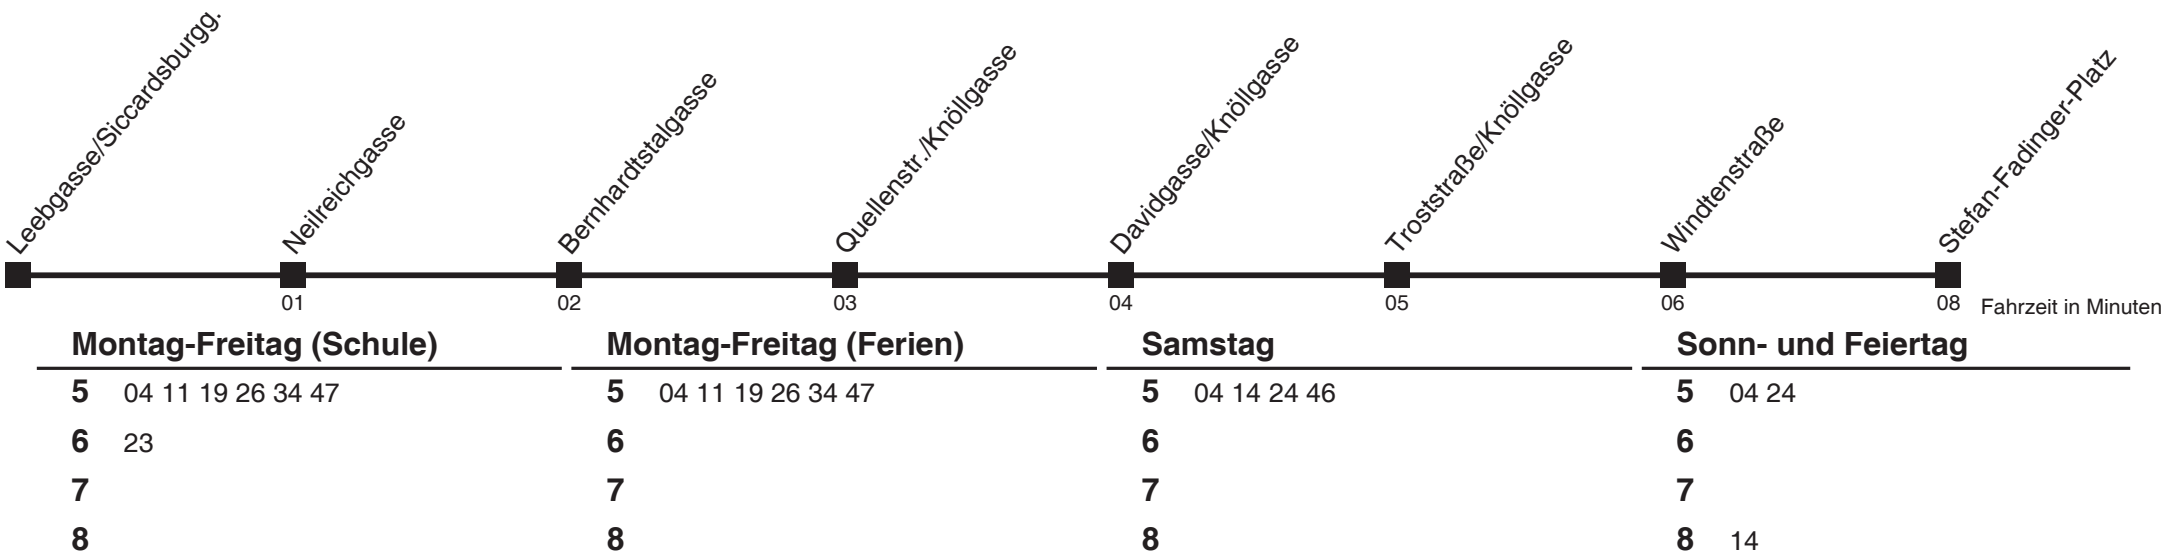 Leebgasse/Siccardsburgg.
Neilreichgasse
Bernhardtstalgasse
Quellenstr./Knöllgasse
Davidgasse/Knöllgasse
Troststraße/Knöllgasse
Windtenstraße
Stefan-Fadinger-Platz
01 02 03 04 05 06 08 Fahrzeit in Minuten
Montag-Freitag (Schule) Montag-Freitag (Ferien) Samstag Sonn- und Feiertag
5 04 11 19 26 34 47 5 04 11 19 26 34 47 5 04 14 24 46 5 04 24
6 23 6 6 6
7 7 7 7
8 8 8 8 14